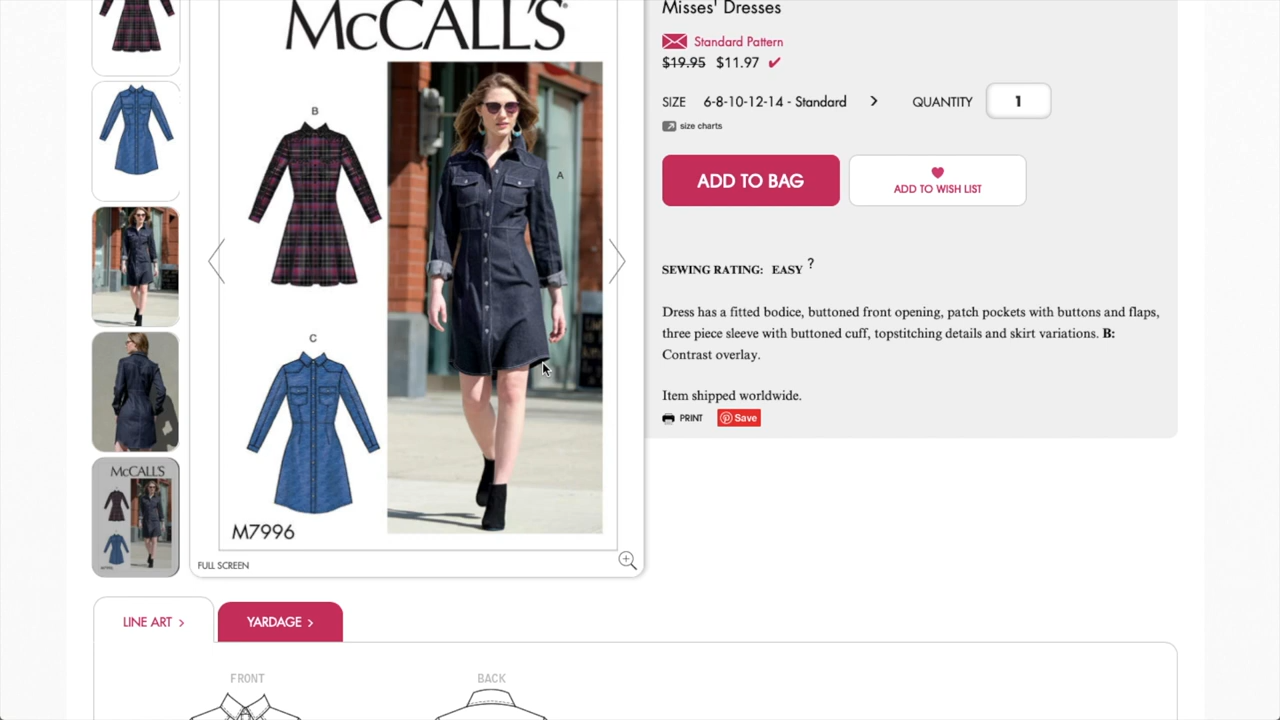 Misses' Dresses
McCALL'S
Standard Pattern
$19.95 $11.97
SIZE 6-8-10-12-14 - Standard QUANTITY 1
size charts
B
A
ADD TO BAG
ADD TO WISH LIST
SEWING RATING: EASY ?
Dress has a fitted bodice, buttoned front opening, patch pockets with buttons and flaps,
three piece sleeve with buttoned cuff, topstitching details and skirt variations. B:
Contrast overlay.
C
Item shipped worldwide.
PRINT Save
McCALL'S
M7996
FULL SCREEN
LINE ART >
YARDAGE >
FRONT BACK